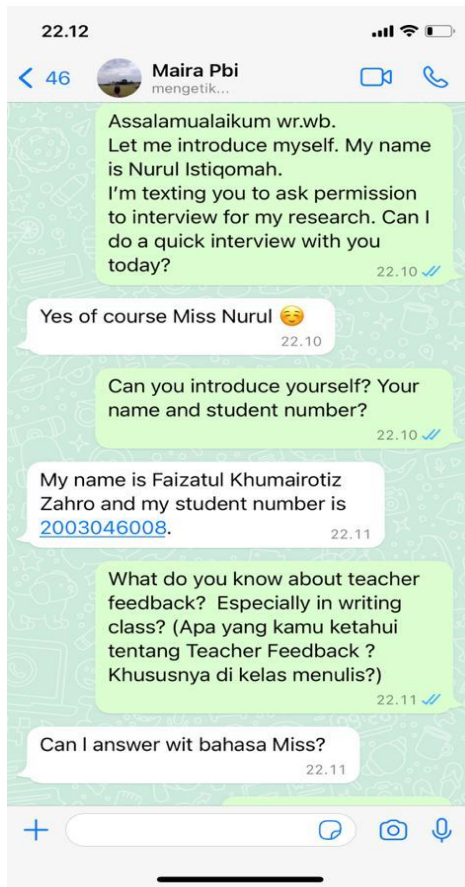 22.12
46
Maira Pbi
mengetik...
Assalamualaikum wr.wb.
Let me introduce myself. My name
is Nurul Istiqomah.
I'm texting you to ask permission
to interview for my research. Can I
do a quick interview with you
today?
22.10
Yes of course Miss Nurul ☺️
22.10
Can you introduce yourself? Your
name and student number?
22.10
My name is Faizatul Khumairotiz
Zahro and my student number is
2003046008.
22.11
What do you know about teacher
feedback?  Especially in writing
class? (Apa yang kamu ketahui
tentang Teacher Feedback ?
Khususnya di kelas menulis?)
22.11
Can I answer wit bahasa Miss?
22.11